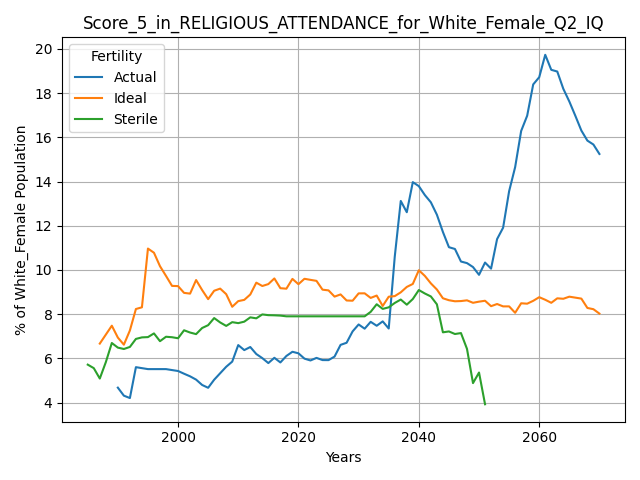 Score_5_in_RELIGIOUS_ATTENDANCE_for_White_Female_Q2_IQ
% of White_Female Population
20
18
16
14
12
10
8
6
4
Fertility
Actual
Ideal
Sterile
2000
2020
2040
2060
Years